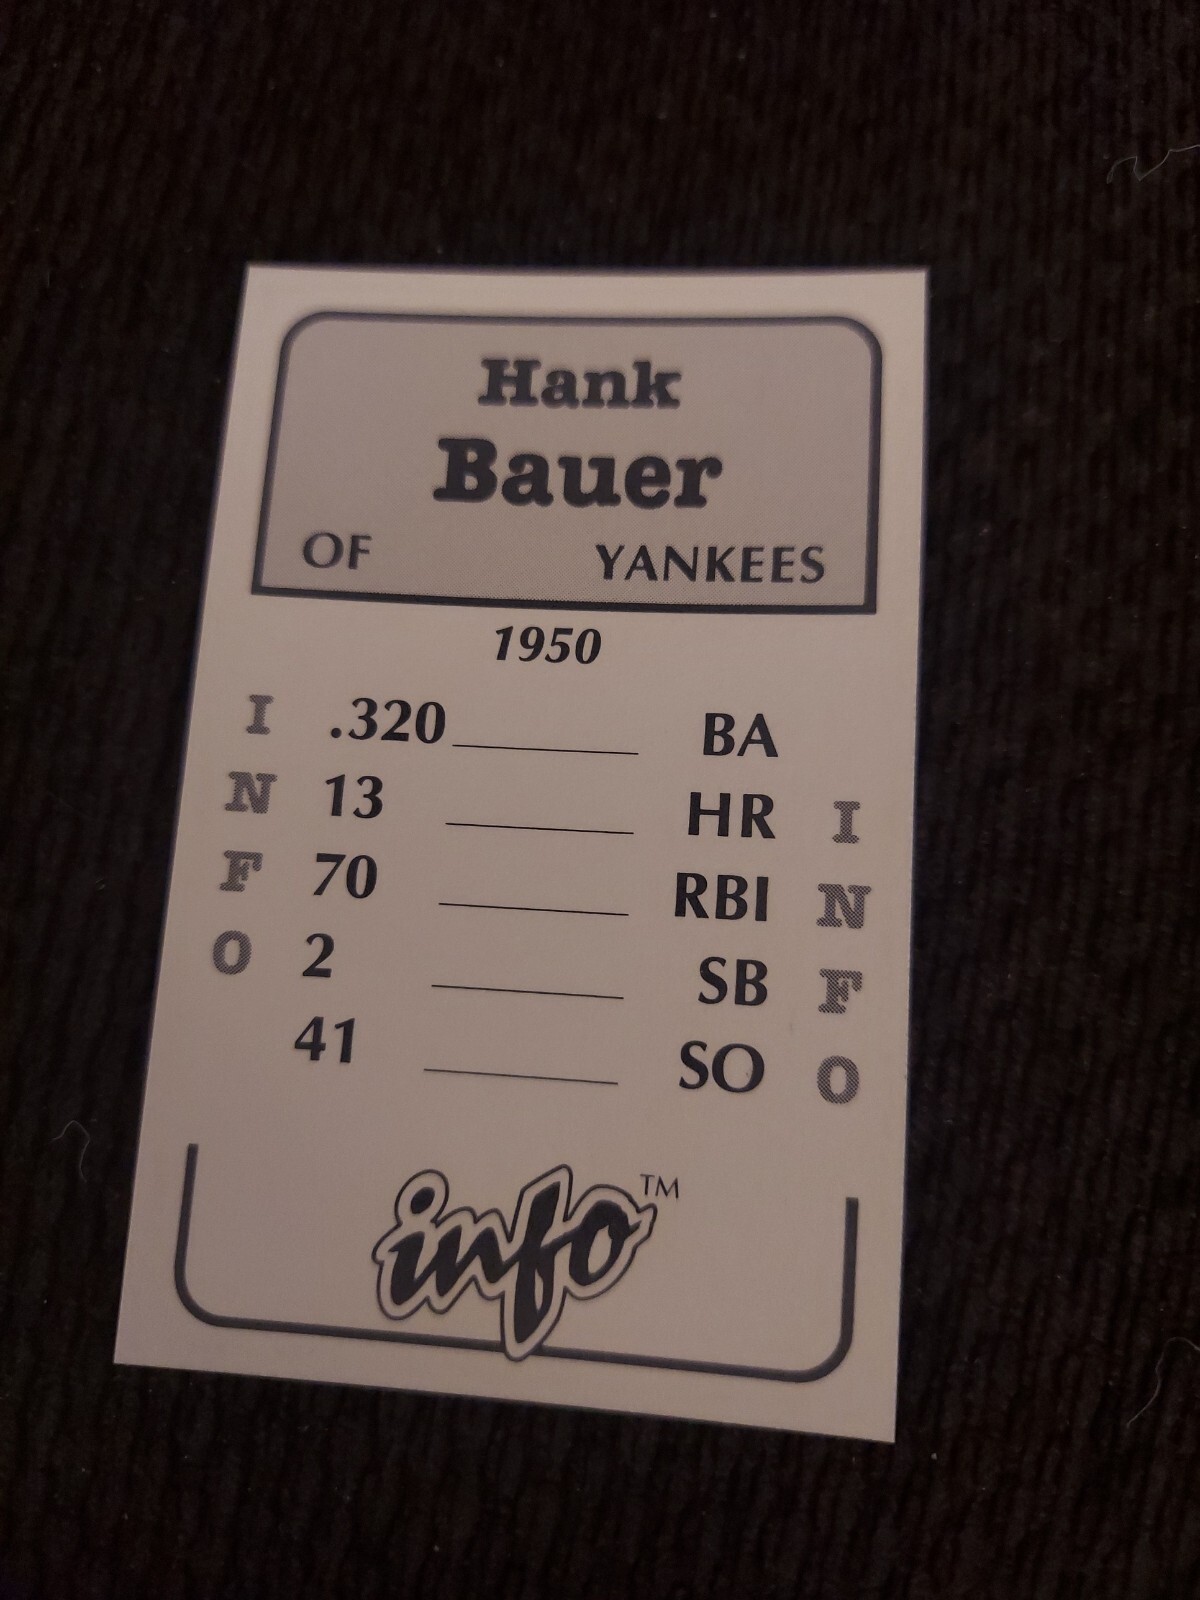 Hank
Bauer
OF YANKEES
1950
I .320 BA
N 13 HR I
F 70 RBI N
O 2 SB F
41 SO O
info™